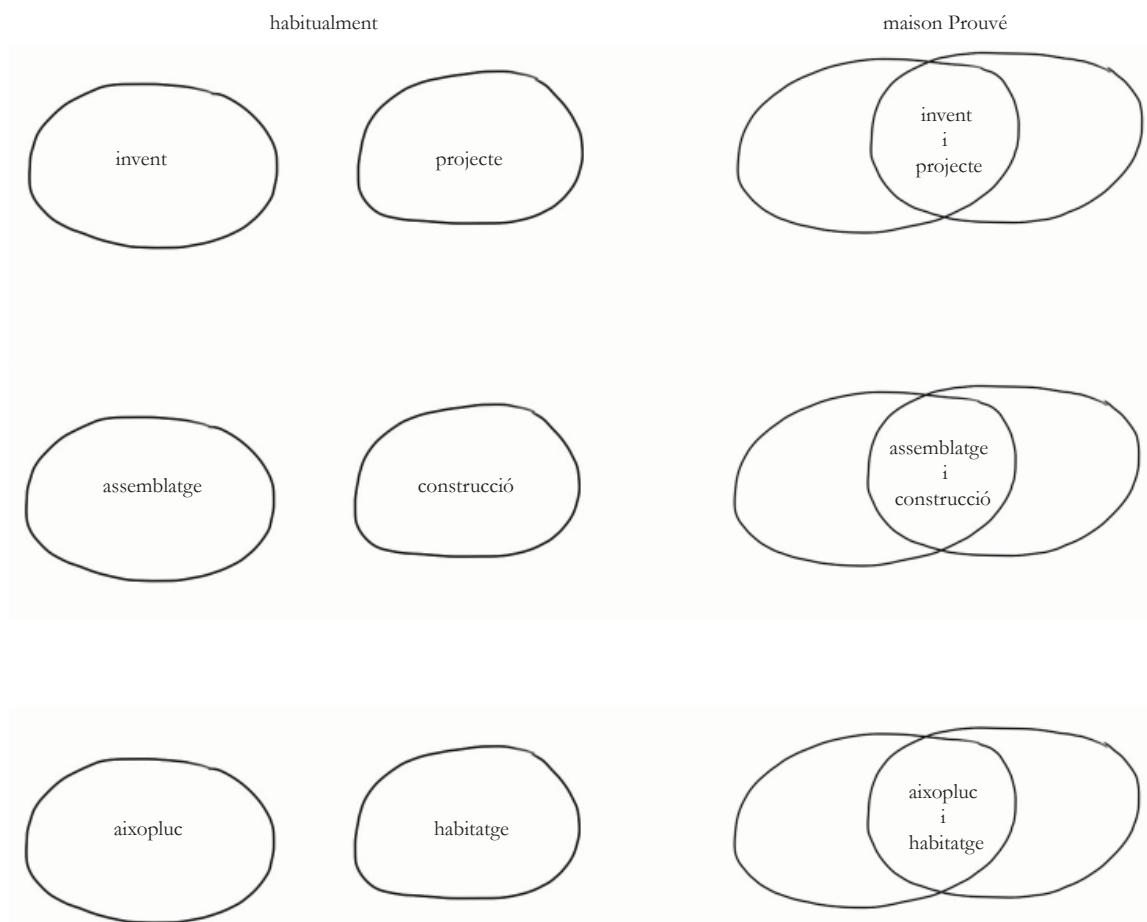 habitualment
maison Prouvé
invent
projecte
invent
i
projecte
assemblatge
construcció
assemblatge
i
construcció
aixopluc
habitatge
aixopluc
i
habitatge